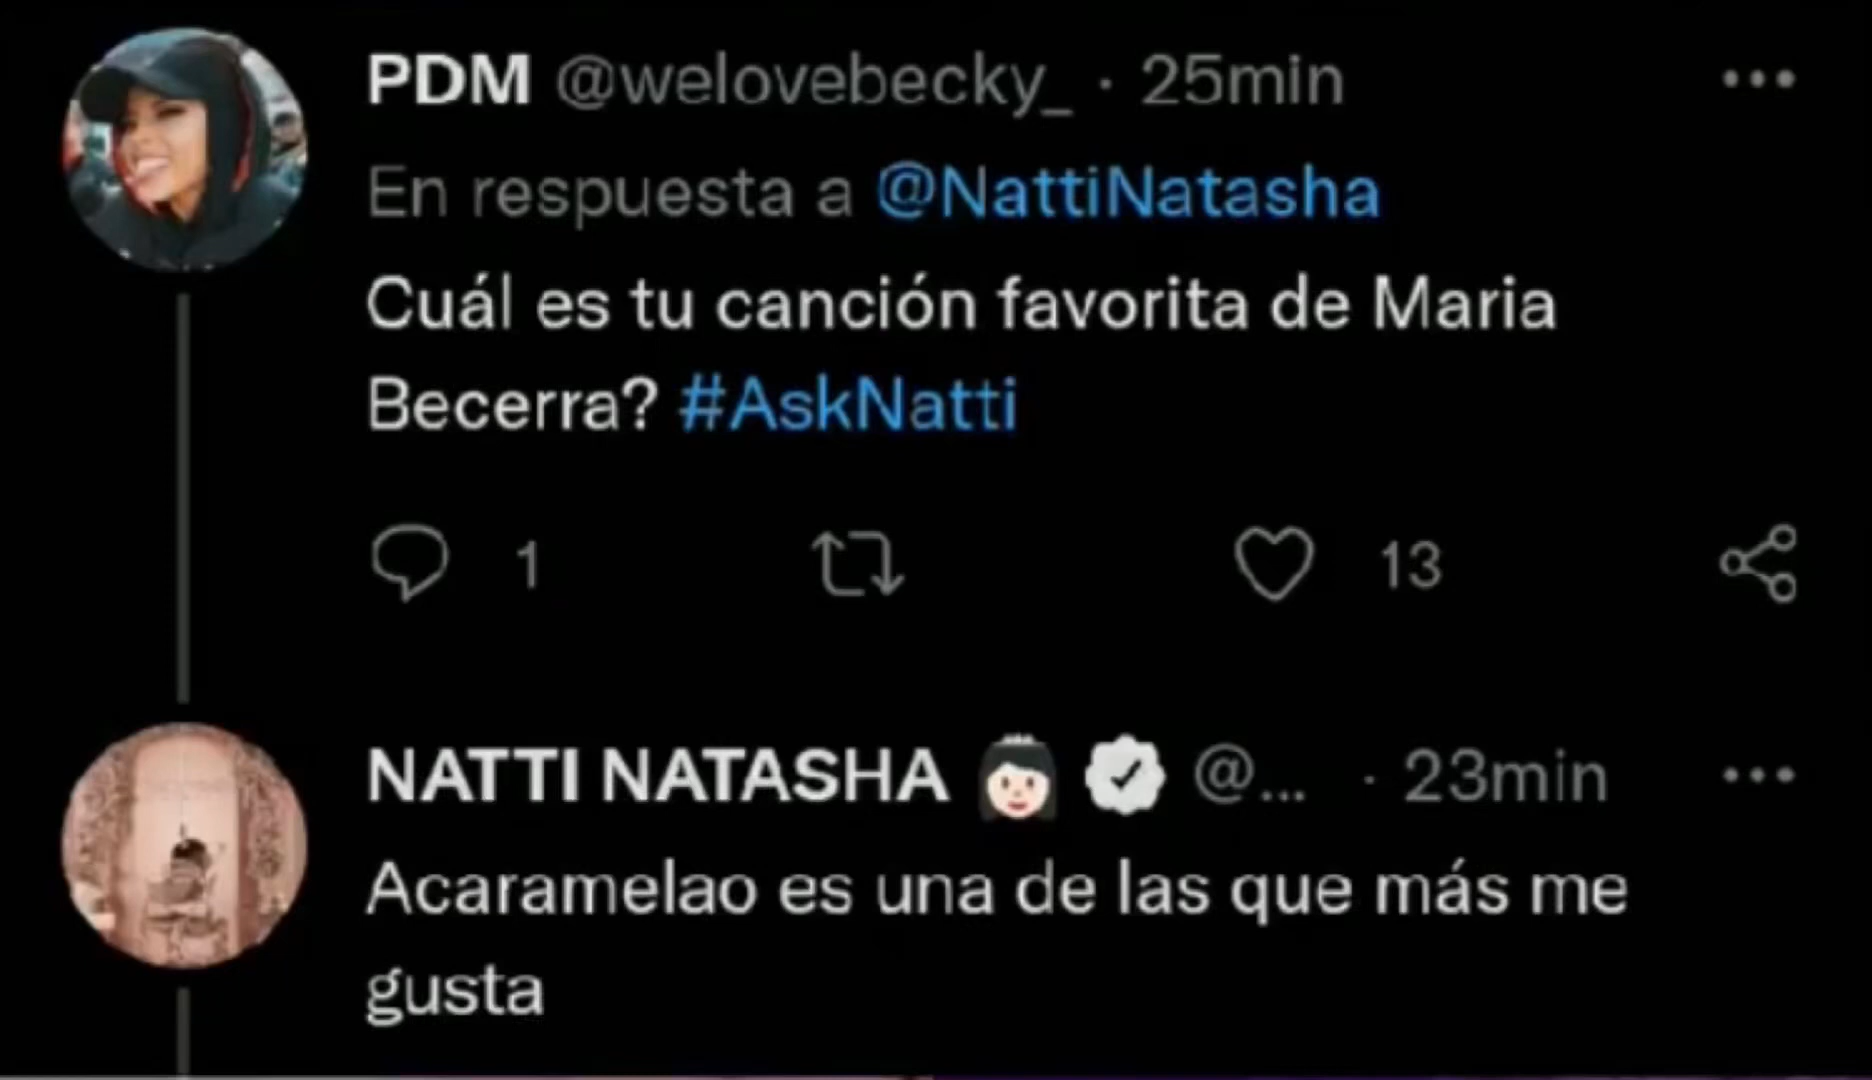 PDM @welovebecky_ · 25min
En respuesta a @NattiNatasha
Cuál es tu canción favorita de Maria
Becerra? #AskNatti
1 13
NATTI NATASHA @... · 23min
Acaramelao es una de las que más me
gusta